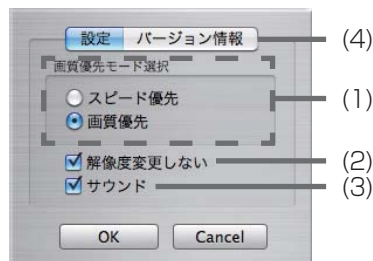 設定 バージョン情報 (4)
画質優先モード選択
スピード優先 (1)
画質優先
解像度変更しない (2)
サウンド (3)
OK Cancel